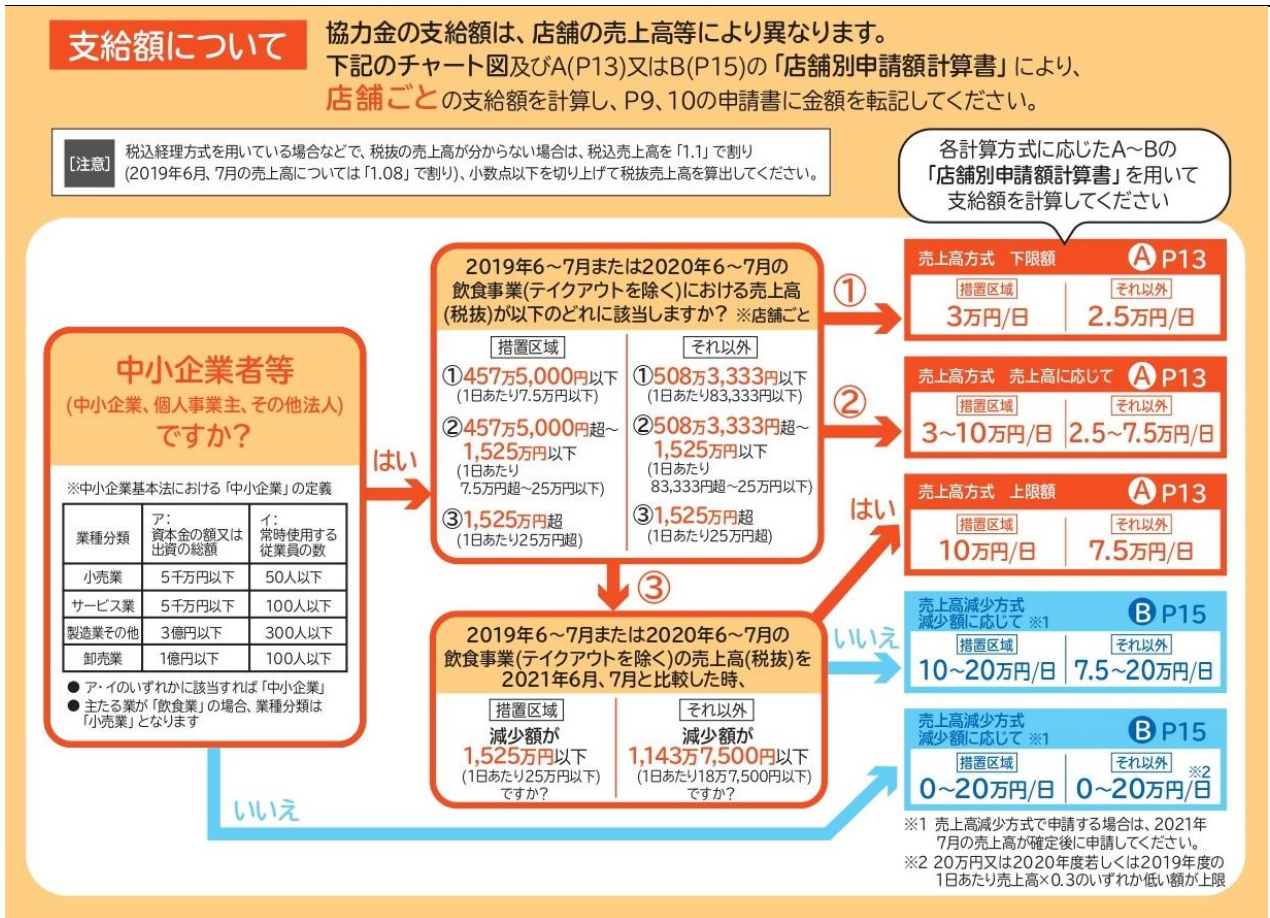 支給額について
協力金の支給額は、店舗の売上高等により異なります。
下記のチャート図及びA(P13)又はB(P15)の「店舗別申請額計算書」により、
店舗ごとの支給額を計算し、P9、10の申請書に金額を転記してください。
[注意]
税込経理方式を用いている場合などで、税抜の売上高が分からない場合は、税込売上高を「1.1」で割り
(2019年6月、7月の売上高については「1.08」で割り)、小数点以下を切り上げて税抜売上高を算出してください。
各計算方式に応じたA～Bの
「店舗別申請額計算書」を用いて
支給額を計算してください
中小企業者等
(中小企業、個人事業主、その他法人)
ですか?
※中小企業基本法における「中小企業」の定義
業種分類
ア:
資本金の額又は
出資の総額
イ:
常時使用する
従業員の数
小売業 5千万円以下 50人以下
サービス業 5千万円以下 100人以下
製造業その他 3億円以下 300人以下
卸売業 1億円以下 100人以下
● ア・イのいずれかに該当すれば「中小企業」
● 主たる業が「飲食業」の場合、業種分類は
「小売業」となります
はい
いいえ
2019年6～7月または2020年6～7月の
飲食事業(テイクアウトを除く)における売上高
(税抜)が以下のどれに該当しますか? ※店舗ごと
措置区域
①457万5,000円以下
(1日あたり7.5万円以下)
②457万5,000円超～
1,525万円以下
(1日あたり
7.5万円超～25万円以下)
③1,525万円超
(1日あたり25万円超)
それ以外
①508万3,333円以下
(1日あたり83,333円以下)
②508万3,333円超～
1,525万円以下
(1日あたり
83,333円超～25万円以下)
③1,525万円超
(1日あたり25万円超)
①
②
③
2019年6～7月または2020年6～7月の
飲食事業(テイクアウトを除く)の売上高(税抜)を
2021年6月、7月と比較した時、
措置区域
減少額が
1,525万円以下
(1日あたり25万円以下)
ですか?
それ以外
減少額が
1,143万7,500円以下
(1日あたり18万7,500円以下)
ですか?
はい
いいえ
売上高方式 下限額 A P13
措置区域 それ以外
3万円/日 2.5万円/日
売上高方式 売上高に応じて A P13
措置区域 それ以外
3～10万円/日 2.5～7.5万円/日
売上高方式 上限額 A P13
措置区域 それ以外
10万円/日 7.5万円/日
売上高減少方式
減少額に応じて ※1 B P15
措置区域 それ以外
10～20万円/日 7.5～20万円/日
売上高減少方式
減少額に応じて ※1 B P15
措置区域 それ以外
0～20万円/日 0～20万円/日 ※2
※1 売上高減少方式で申請する場合は、2021年
7月の売上高が確定後に申請してください。
※2 20万円又は2020年度若しくは2019年度の
1日あたり売上高×0.3のいずれか低い額が上限